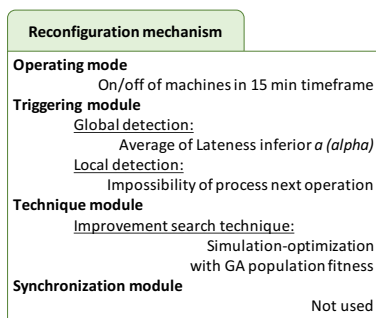 Reconfiguration mechanism
Operating mode
On/off of machines in 15 min timeframe
Triggering module
Global detection:
Average of Lateness inferior a (alpha)
Local detection:
Impossibility of process next operation
Technique module
Improvement search technique:
Simulation-optimization
with GA population fitness
Synchronization module
Not used